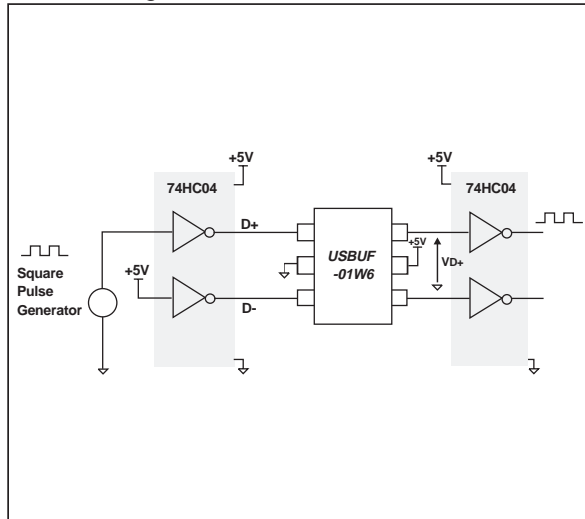 +5V
+5V
74HC04
74HC04
D+
USBUF
-01W6
+5V
VD+
Square
Pulse
Generator
+5V
D-